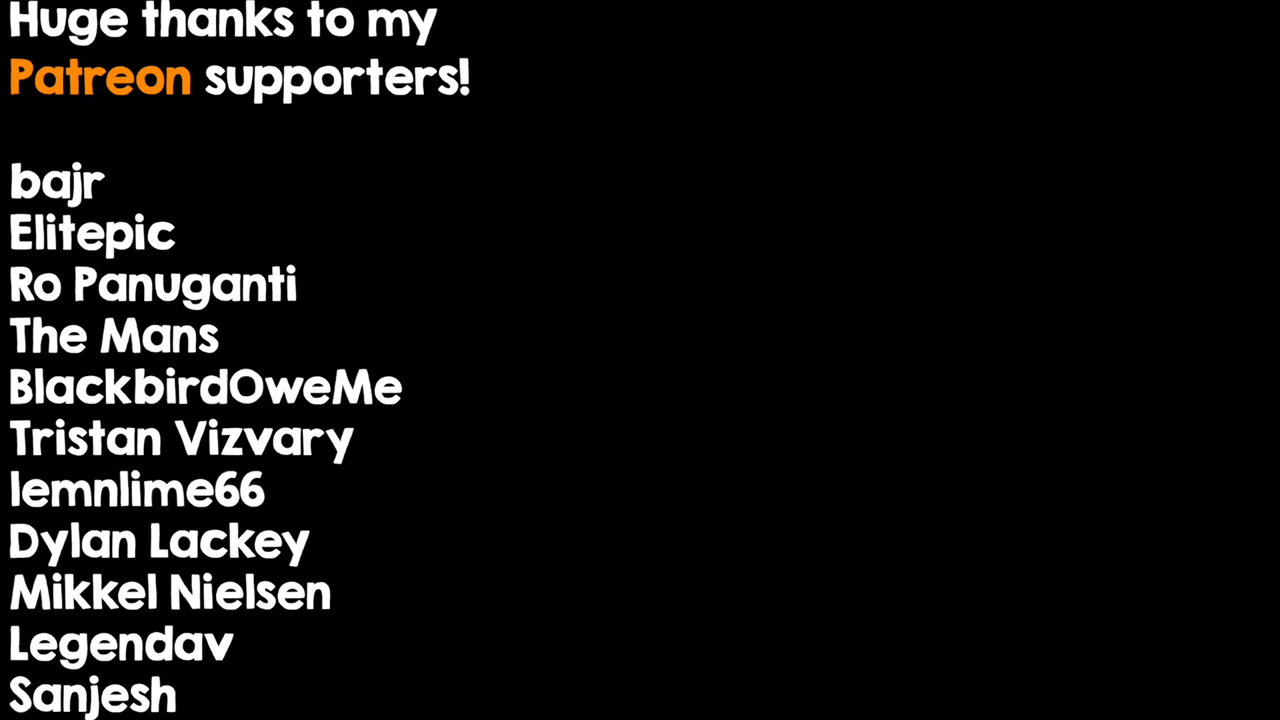 Huge thanks to my
Patreon supporters!
bajr
Elitepic
Ro Panuganti
The Mans
BlackbirdOweMe
Tristan Vizvary
lemnlime66
Dylan Lackey
Mikkel Nielsen
Legendav
Sanjesh